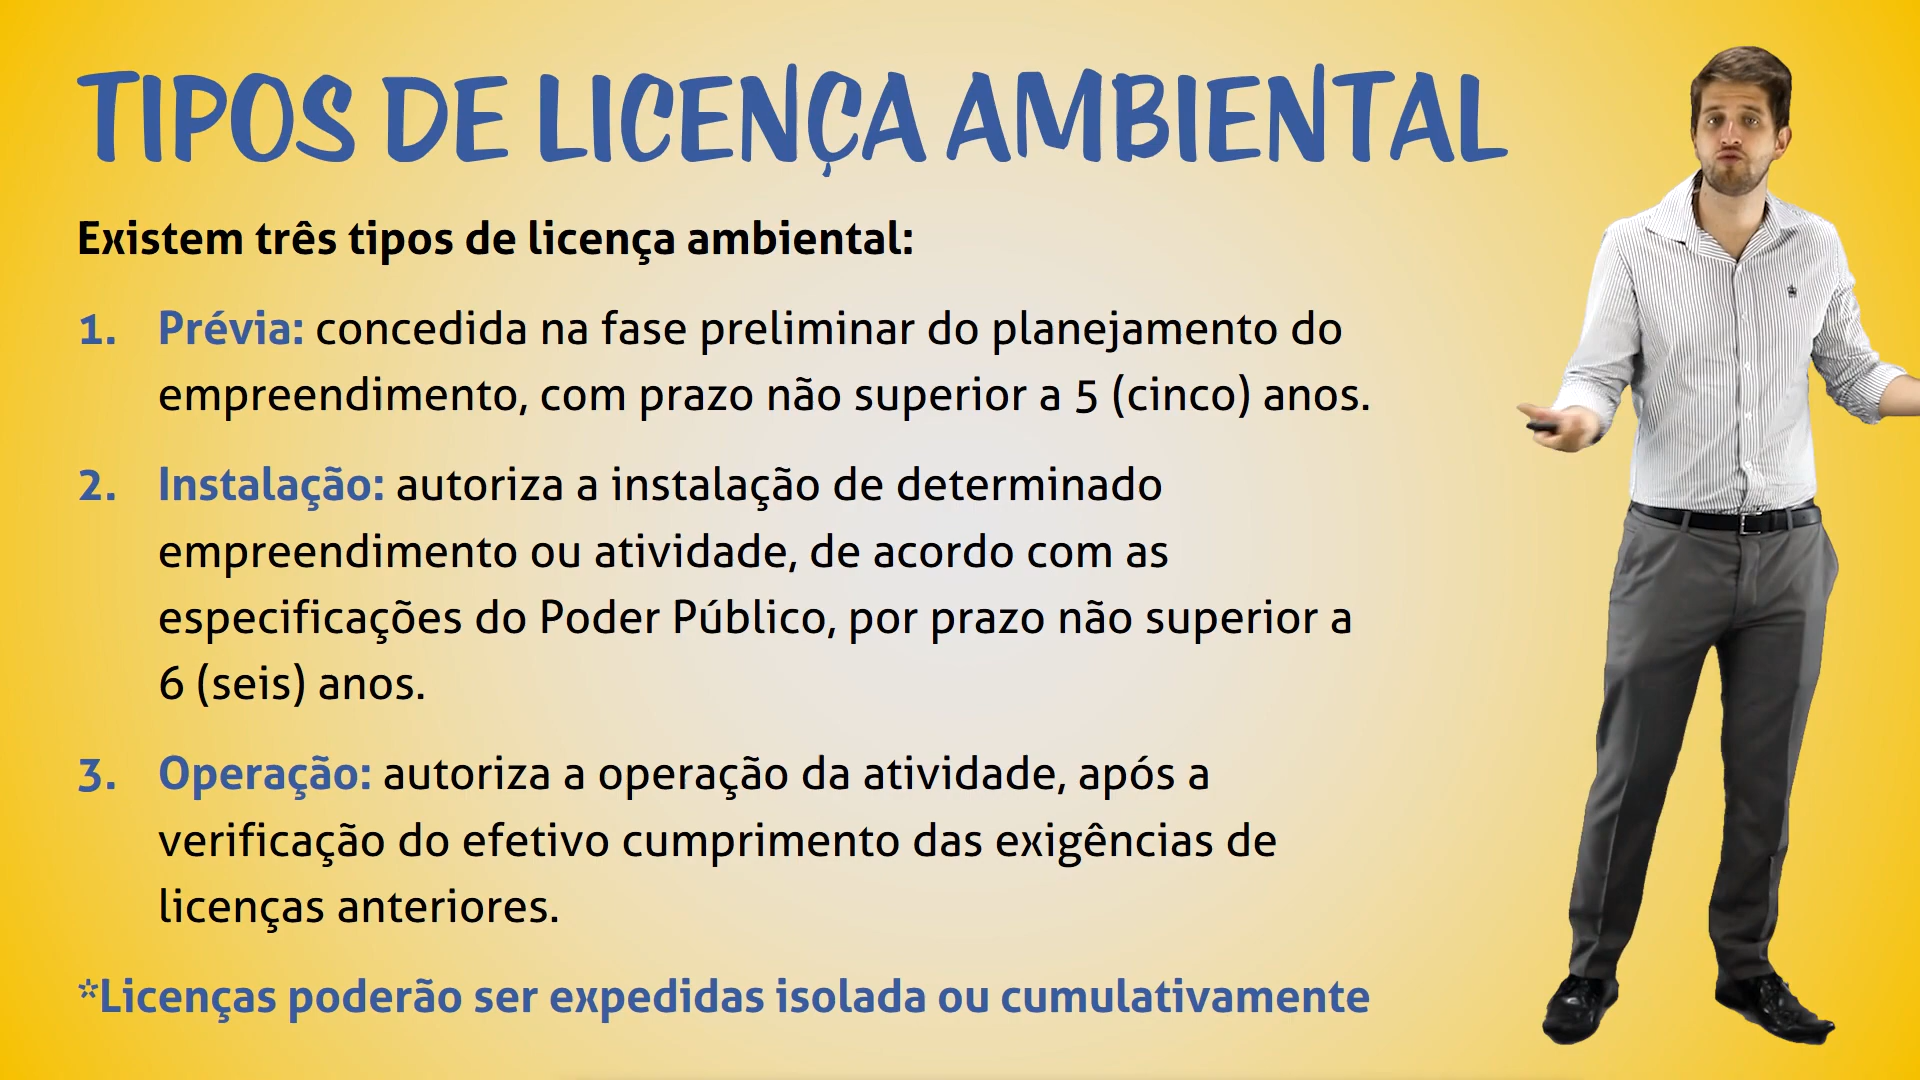 TIPOS DE LICENÇA AMBIENTAL
Existem três tipos de licença ambiental:
1. Prévia: concedida na fase preliminar do planejamento do
empreendimento, com prazo não superior a 5 (cinco) anos.
2. Instalação: autoriza a instalação de determinado
empreendimento ou atividade, de acordo com as
especificações do Poder Público, por prazo não superior a
6 (seis) anos.
3. Operação: autoriza a operação da atividade, após a
verificação do efetivo cumprimento das exigências de
licenças anteriores.
*Licenças poderão ser expedidas isolada ou cumulativamente